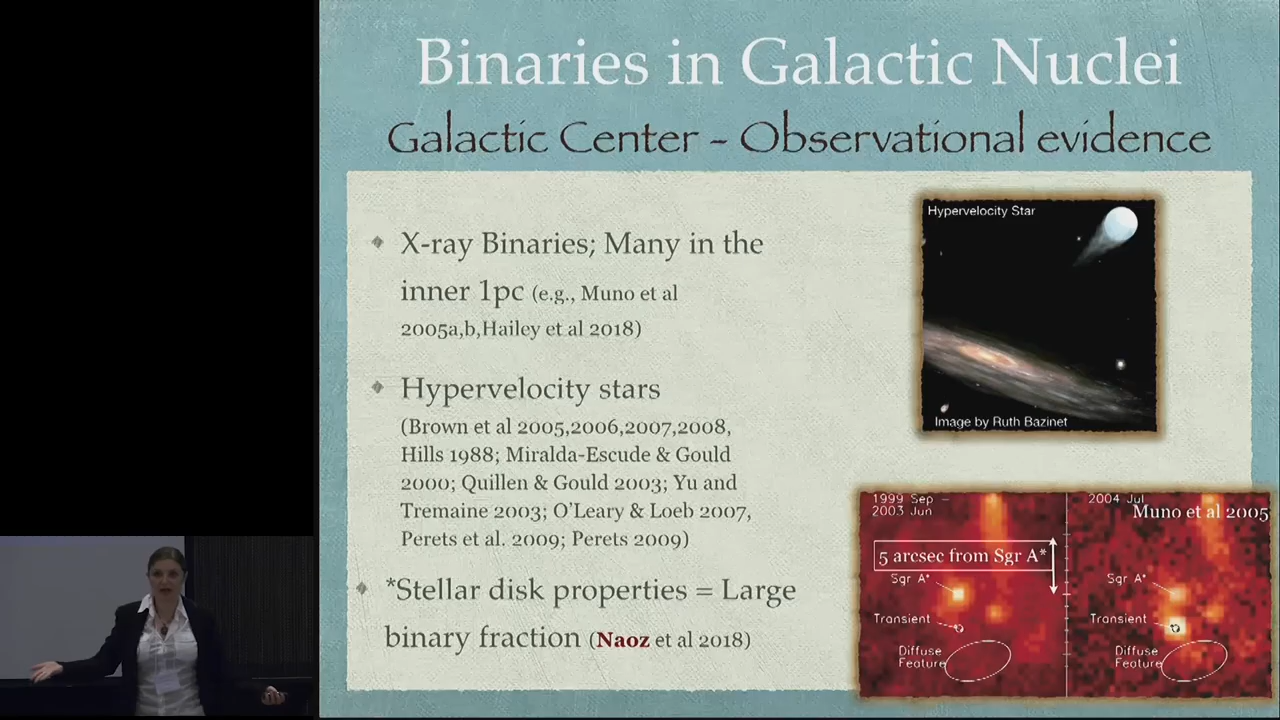 Binaries in Galactic Nuclei
Galactic Center - Observational evidence
X-ray Binaries; Many in the
inner 1pc (e.g., Muno et al
2005a,b,Hailey et al 2018)
Hypervelocity stars
(Brown et al 2005,2006,2007,2008,
Hills 1988; Miralda-Escude & Gould
2000; Quillen & Gould 2003; Yu and
Tremaine 2003; O'Leary & Loeb 2007,
Perets et al. 2009; Perets 2009)
*Stellar disk properties = Large
binary fraction (Naoz et al 2018)
Hypervelocity Star
Image by Ruth Bazinet
1999 Sep -
2003 Jun
5 arcsec from Sgr A*
Sgr A*
Transient
Diffuse
Feature
2004 Jul
Muno et al 2005
Sgr A*
Transient
Diffuse
Feature